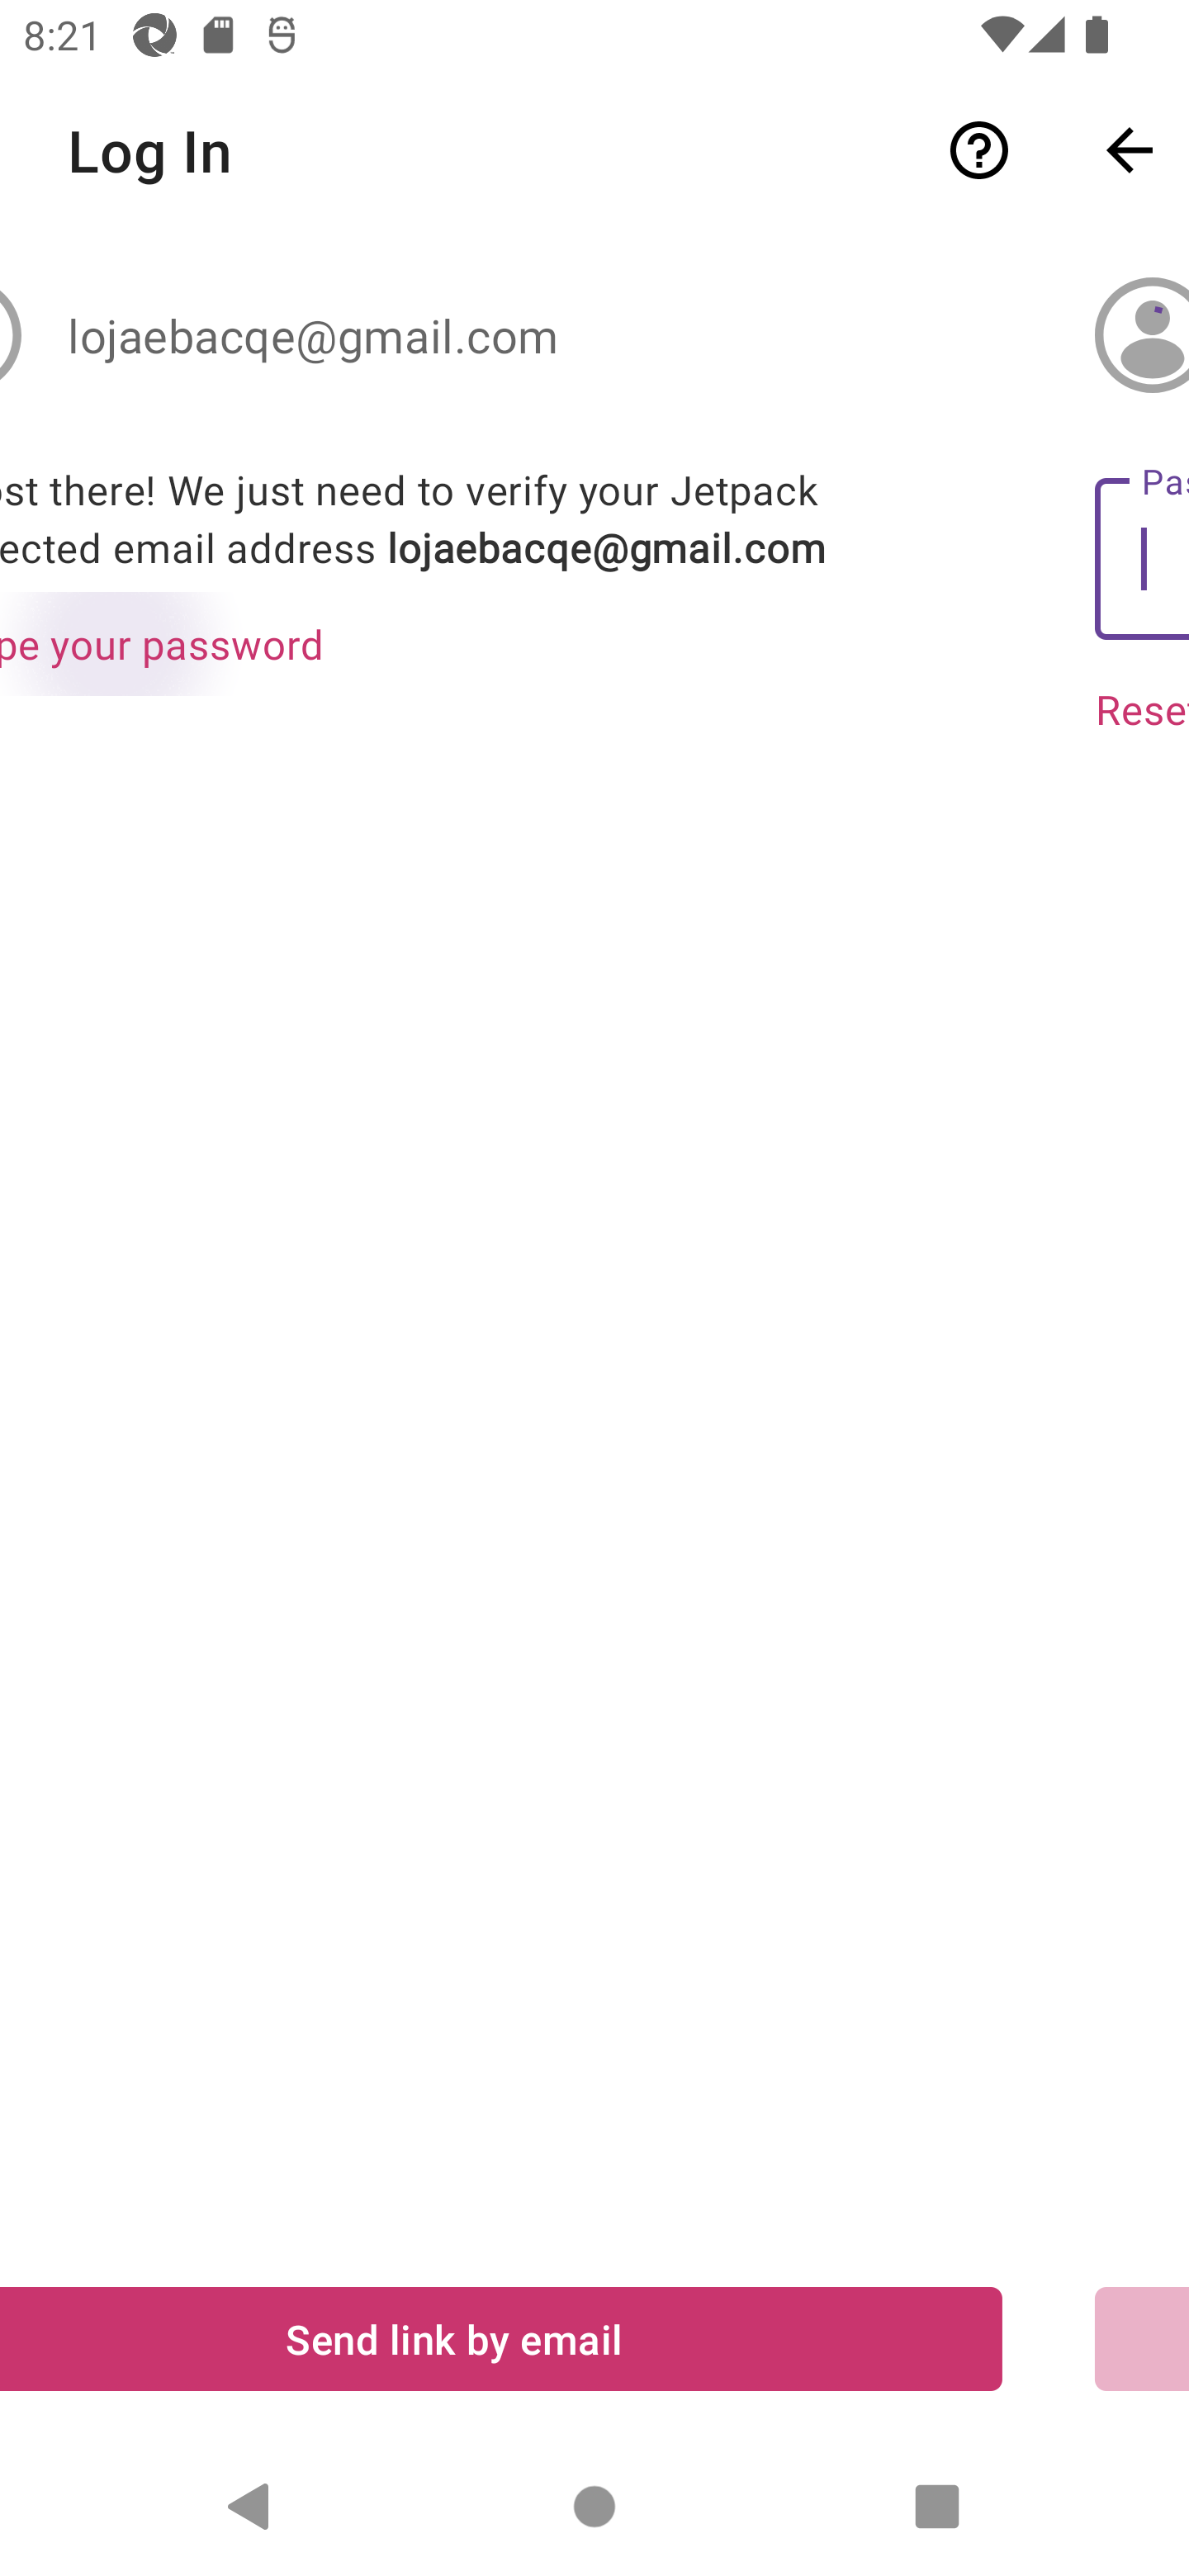 8:21
Log In
lojaebacqe@gmail.com
st there! We just need to verify your Jetpack
ected email address lojaebacqe@gmail.com
pe your password
Pas
Reset
Send link by email